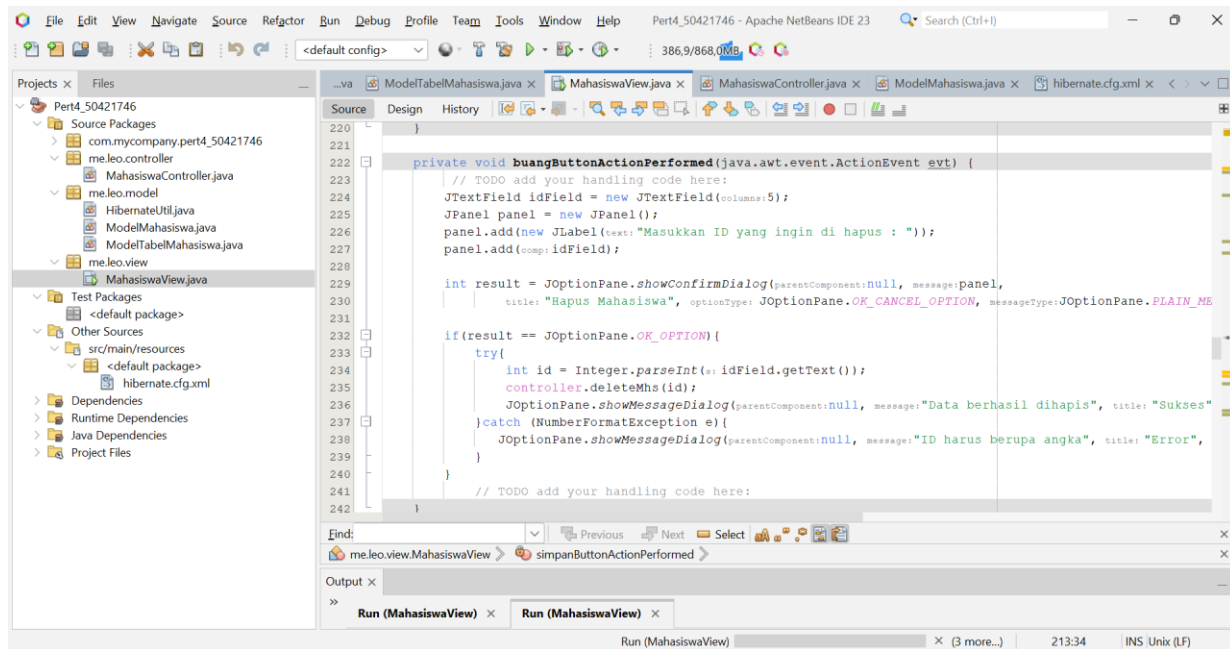 File Edit View Navigate Source Refactor Run Debug Profile Team Tools Window Help Pert4_50421746 - Apache NetBeans IDE 23 Search (Ctrl+I)
<default config> 386,9/868,0MB
Projects Files
...va ModelTabelMahasiswa.java MahasiswaView.java MahasiswaController.java ModelMahasiswa.java hibernate.cfg.xml
Source Design History
Pert4_50421746
Source Packages
com.mycompany.pert4_50421746
me.leo.controller
MahasiswaController.java
me.leo.model
HibernateUtil.java
ModelMahasiswa.java
ModelTabelMahasiswa.java
me.leo.view
MahasiswaView.java
Test Packages
<default package>
Other Sources
src/main/resources
<default package>
hibernate.cfg.xml
Dependencies
Runtime Dependencies
Java Dependencies
Project Files
220 }
221
222 private void buangButtonActionPerformed(java.awt.event.ActionEvent evt) {
223 // TODO add your handling code here:
224 JTextField idField = new JTextField(columns:5);
225 JPanel panel = new JPanel();
226 panel.add(new JLabel(text:"Masukkan ID yang ingin di hapus : "));
227 panel.add(comp:idField);
228
229 int result = JOptionPane.showConfirmDialog(parentComponent:null, message:panel,
230 title: "Hapus Mahasiswa", optionType: JOptionPane.OK_CANCEL_OPTION, messageType:JOptionPane.PLAIN_ME
231
232 if(result == JOptionPane.OK_OPTION){
233 try{
234 int id = Integer.parseInt(s:idField.getText());
235 controller.deleteMhs(id);
236 JOptionPane.showMessageDialog(parentComponent:null, message:"Data berhasil dihapis", title: "Sukses"
237 }catch (NumberFormatException e){
238 JOptionPane.showMessageDialog(parentComponent:null, message:"ID harus berupa angka", title: "Error",
239 }
240 }
241 // TODO add your handling code here:
242 }
Find: Previous Next Select
me.leo.view.MahasiswaView simpanButtonActionPerformed
Output
Run (MahasiswaView) Run (MahasiswaView)
Run (MahasiswaView) (3 more...) 213:34 INS Unix (LF)